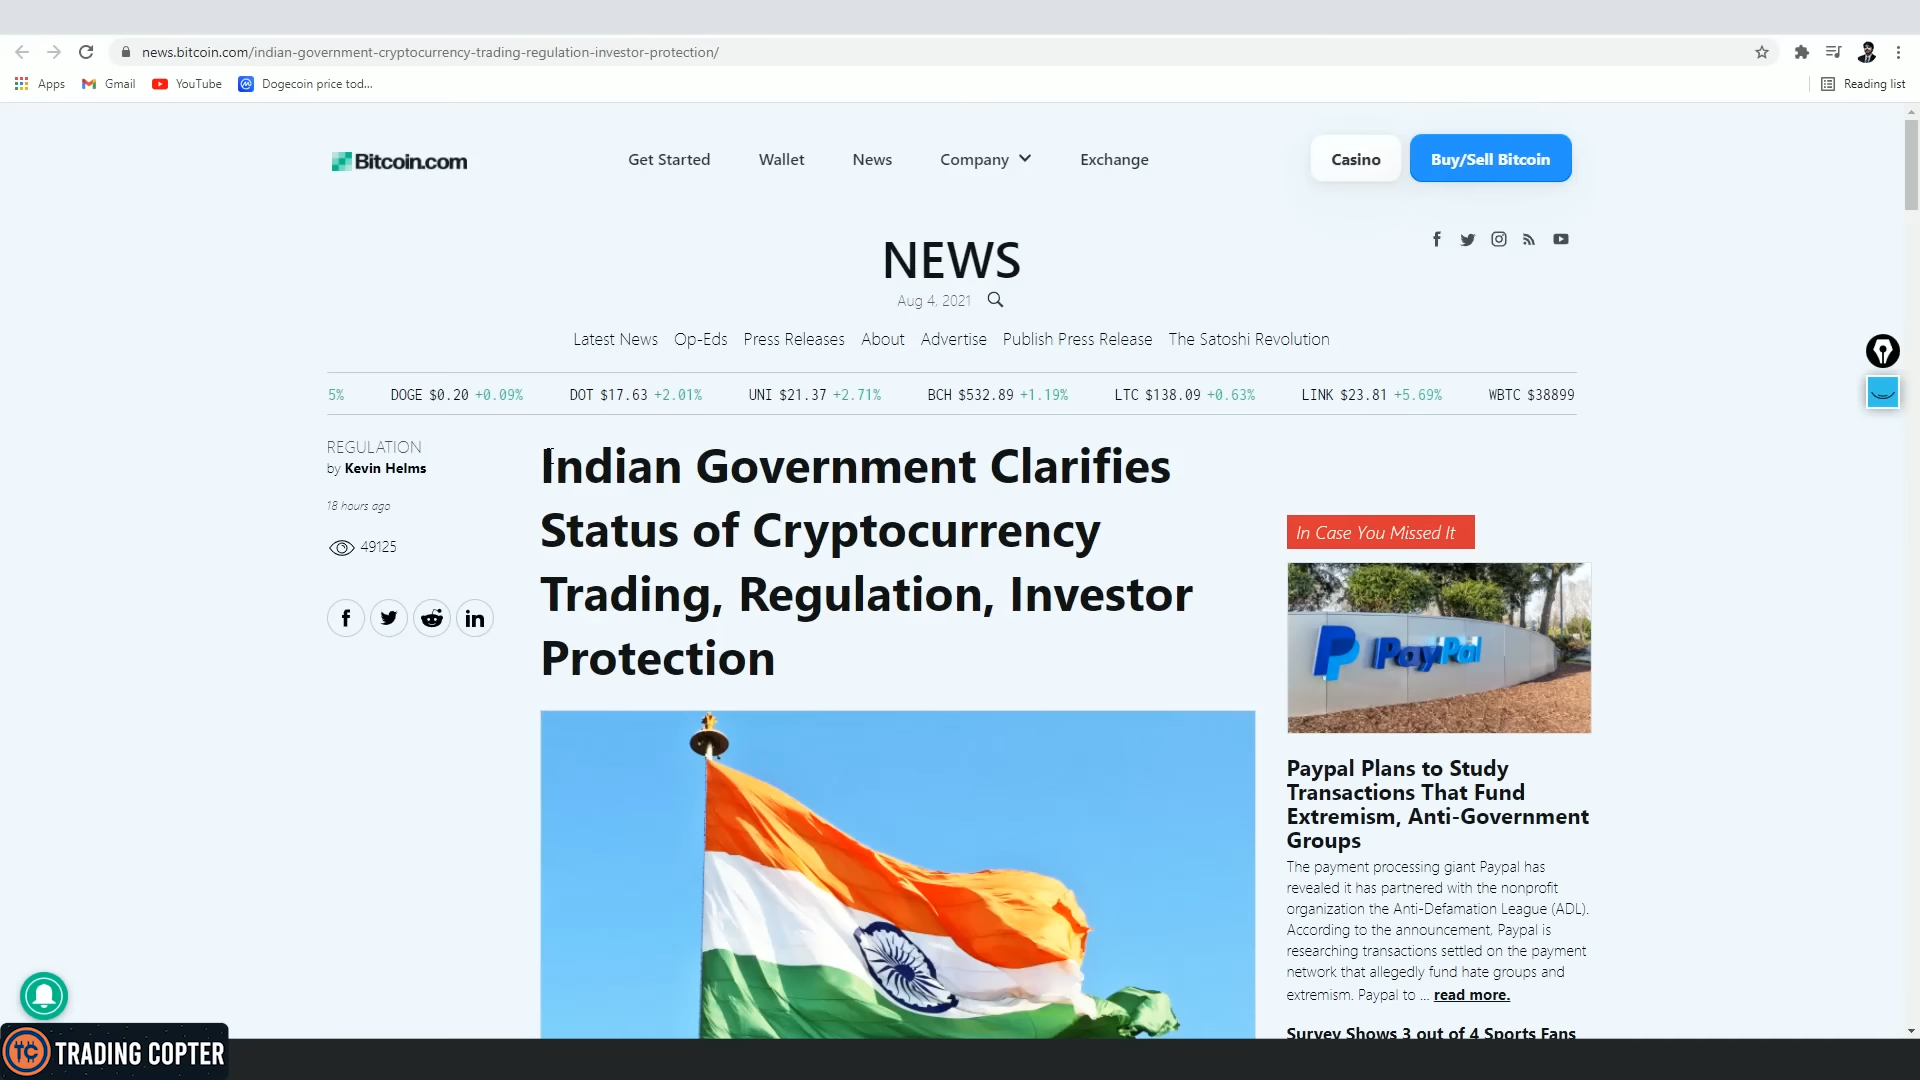 news.bitcoin.com/indian-government-cryptocurrency-trading-regulation-investor-protection/
Apps Gmail YouTube Dogecoin price tod... Reading list
Bitcoin.com Get Started Wallet News Company Exchange Casino Buy/Sell Bitcoin
NEWS
Aug 4, 2021
Latest News Op-Eds Press Releases About Advertise Publish Press Release The Satoshi Revolution
5% DOGE $0.20 +0.09% DOT $17.63 +2.01% UNI $21.37 +2.71% BCH $532.89 +1.19% LTC $138.09 +0.63% LINK $23.81 +5.69% WBTC $38899
REGULATION
by Kevin Helms
18 hours ago
49125
Indian Government Clarifies
Status of Cryptocurrency
Trading, Regulation, Investor
Protection
In Case You Missed It
PayPal
Paypal Plans to Study
Transactions That Fund
Extremism, Anti-Government
Groups
The payment processing giant Paypal has
revealed it has partnered with the nonprofit
organization the Anti-Defamation League (ADL).
According to the announcement, Paypal is
researching transactions settled on the payment
network that allegedly fund hate groups and
extremism. Paypal to ... read more.
Survey Shows 3 out of 4 Sports Fans
TC TRADING COPTER